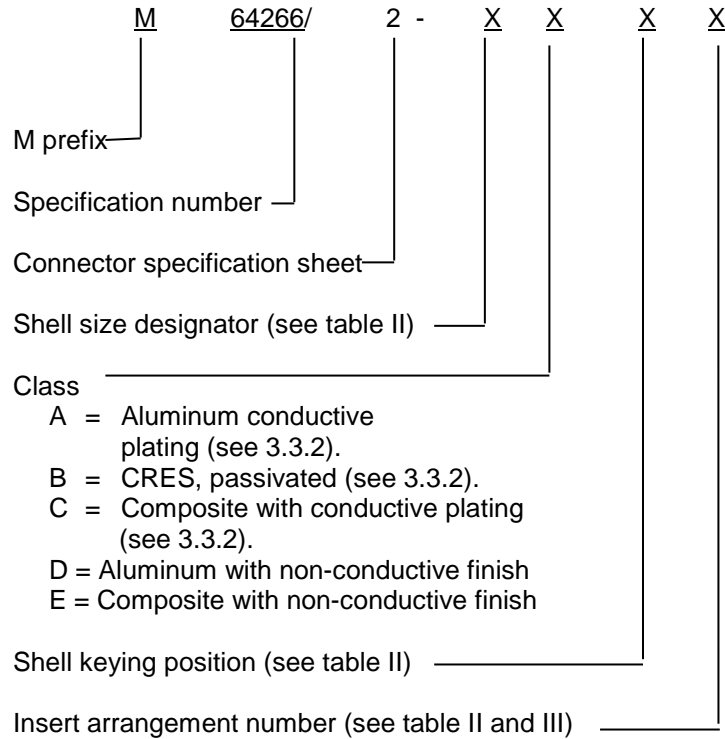 M 64266/ 2 - X X X X
M prefix
Specification number
Connector specification sheet
Shell size designator (see table II)
Class
A = Aluminum conductive
plating (see 3.3.2).
B = CRES, passivated (see 3.3.2).
C = Composite with conductive plating
(see 3.3.2).
D = Aluminum with non-conductive finish
E = Composite with non-conductive finish
Shell keying position (see table II)
Insert arrangement number (see table II and III)